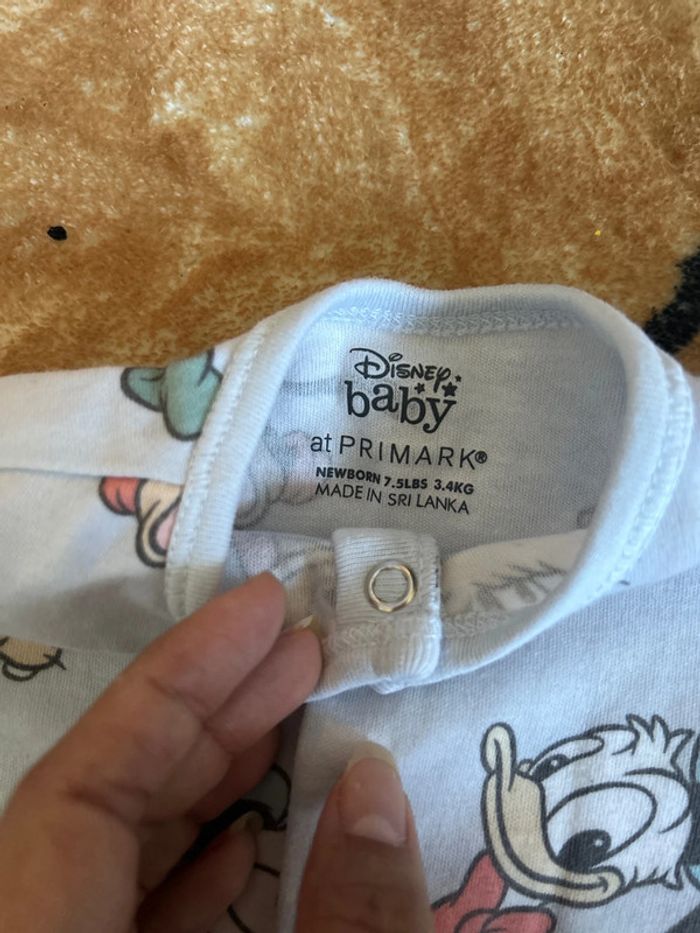 Disney
baby
at PRIMARK®
NEWBORN 7.5LBS 3.4KG
MADE IN SRI LANKA